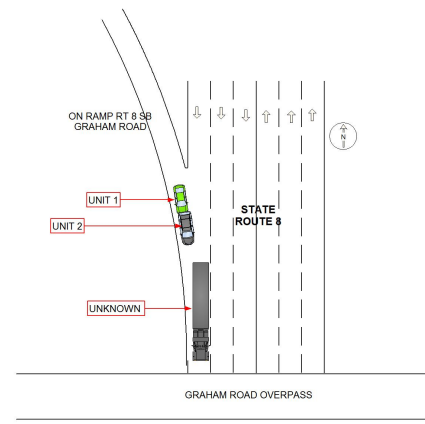 ON RAMP RT 8 SB
GRAHAM ROAD
N
UNIT 1
STATE
ROUTE 8
UNIT 2
UNKNOWN
GRAHAM ROAD OVERPASS